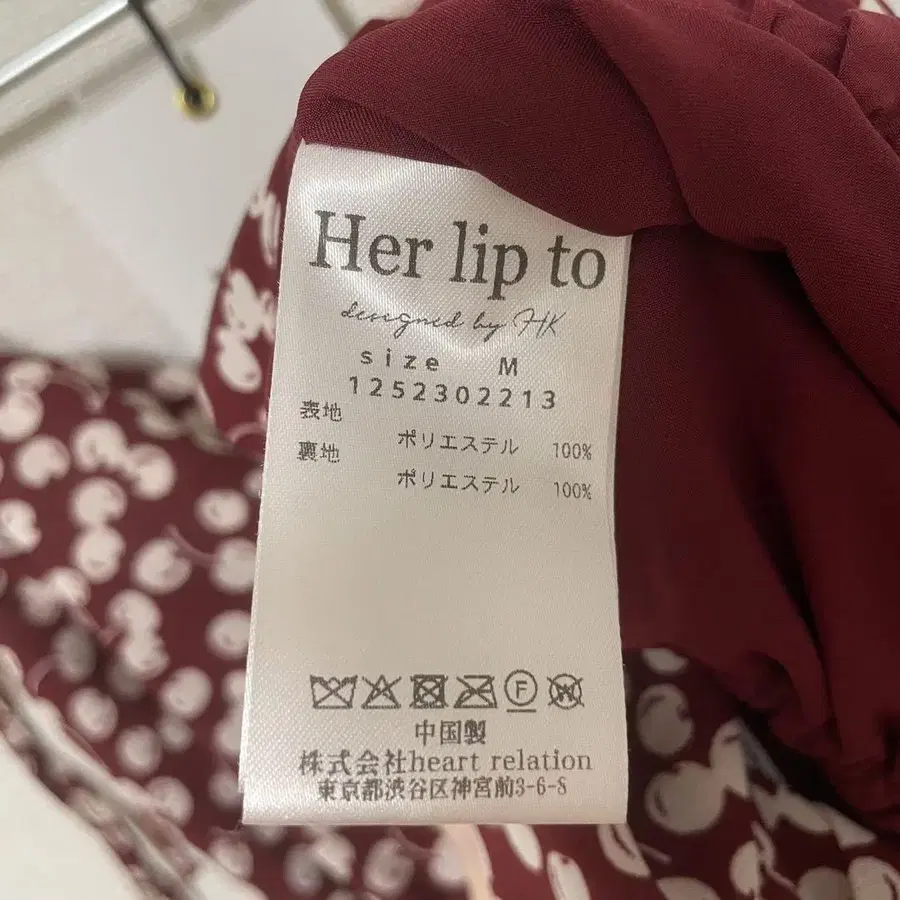 Her lip to
designed by HK
size M
1252302213
表地
ポリエステル 100%
裏地
ポリエステル 100%
F
W
中国製
株式会社heart relation
東京都渋谷区神宮前3-6-8